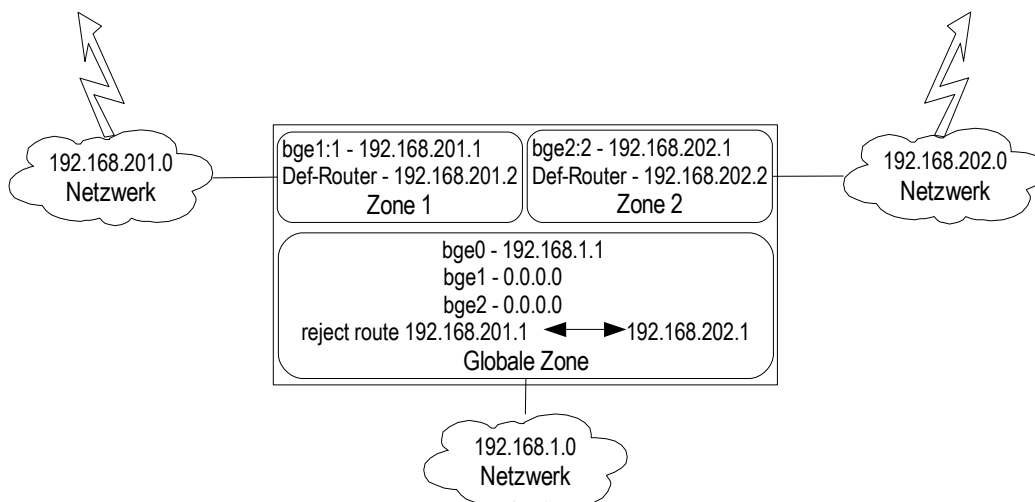 192.168.201.0
Netzwerk
bge1:1 - 192.168.201.1
Def-Router - 192.168.201.2
Zone 1
bge2:2 - 192.168.202.1
Def-Router - 192.168.202.2
Zone 2
192.168.202.0
Netzwerk
bge0 - 192.168.1.1
bge1 - 0.0.0.0
bge2 - 0.0.0.0
reject route 192.168.201.1 192.168.202.1
Globale Zone
192.168.1.0
Netzwerk